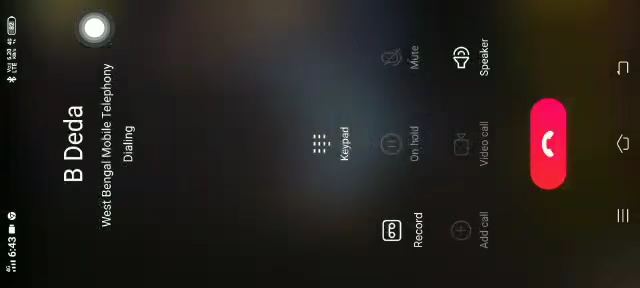 6:43
B Deda
West Bengal Mobile Telephony
Dialing
Keypad
Record
On hold
Mute
Add call
Video call
Speaker